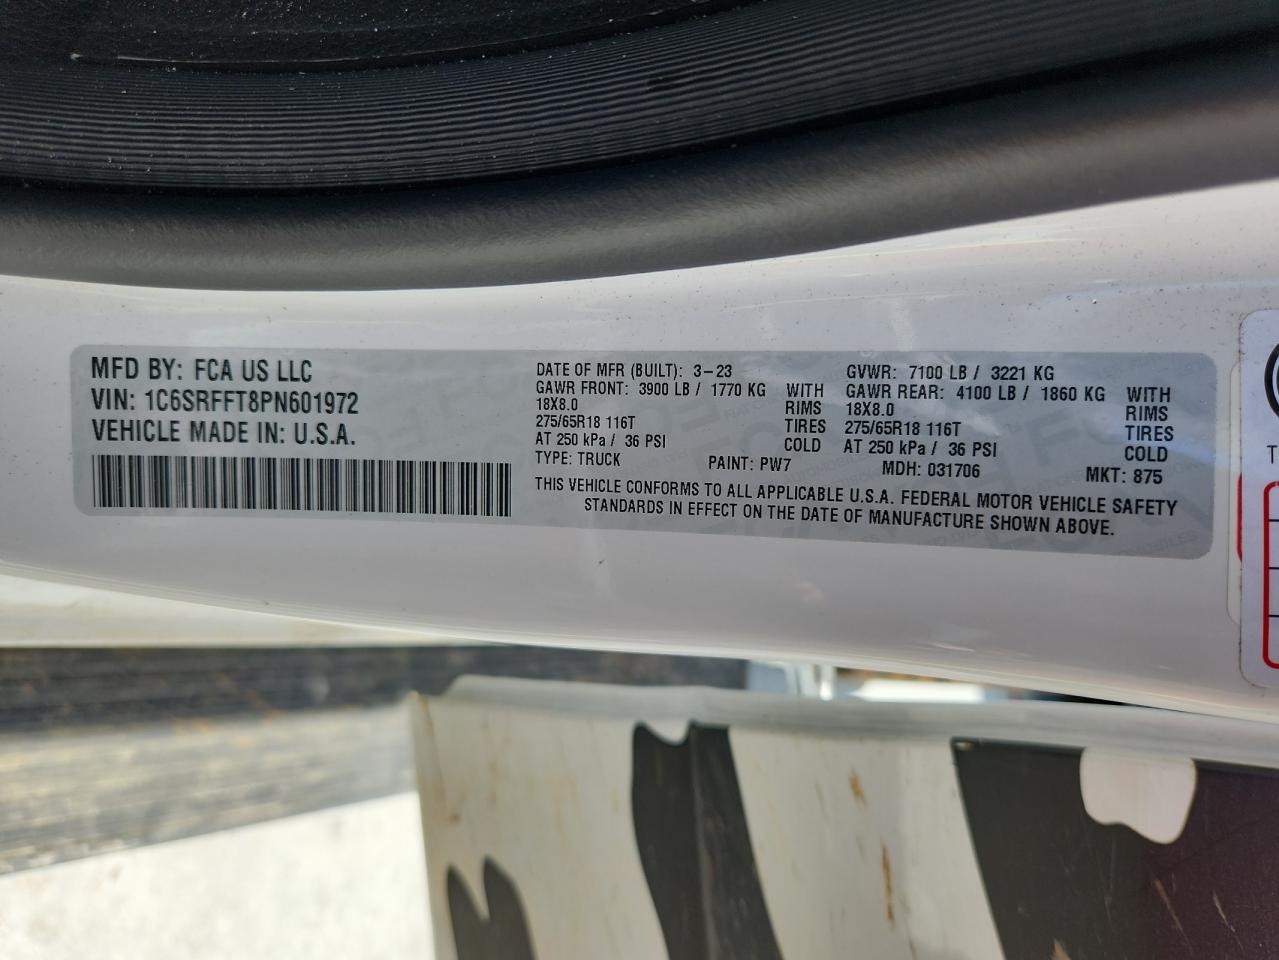 MFD BY: FCA US LLC
VIN: 1C6SRFFT8PN601972
VEHICLE MADE IN: U.S.A.
DATE OF MFR (BUILT): 3-23 GVWR: 7100 LB / 3221 KG
GAWR FRONT: 3900 LB / 1770 KG WITH GAWR REAR: 4100 LB / 1860 KG WITH
18X8.0 RIMS 18X8.0 RIMS
275/65R18 116T TIRES 275/65R18 116T TIRES
AT 250 kPa / 36 PSI COLD AT 250 kPa / 36 PSI COLD
TYPE: TRUCK PAINT: PW7 MDH: 031706 MKT: 875
THIS VEHICLE CONFORMS TO ALL APPLICABLE U.S.A. FEDERAL MOTOR VEHICLE SAFETY
STANDARDS IN EFFECT ON THE DATE OF MANUFACTURE SHOWN ABOVE.